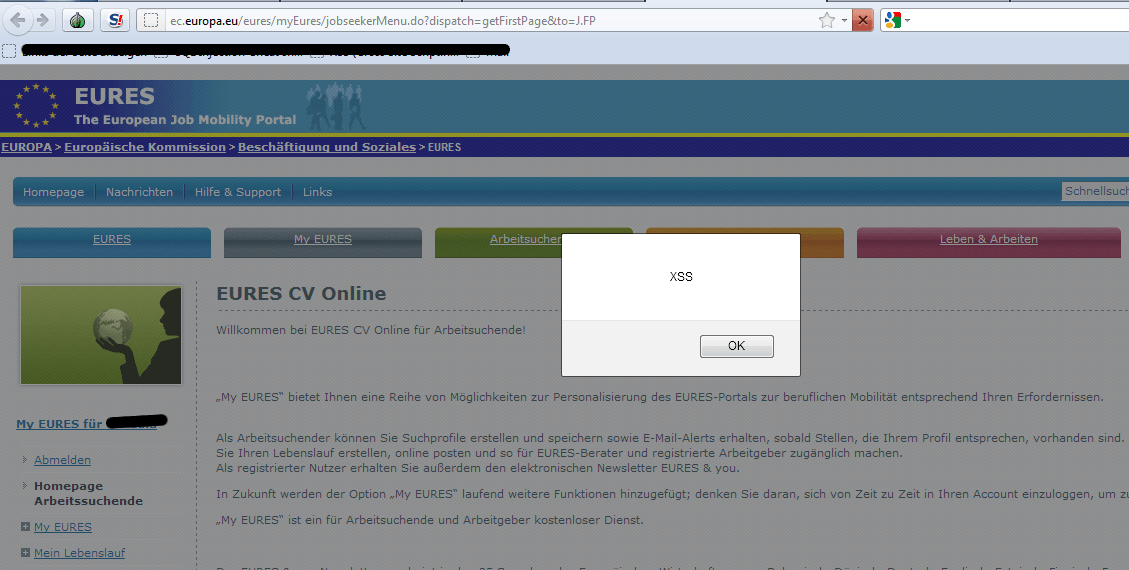 S!
ec.europa.eu/eures/myEures/jobseekerMenu.do?dispatch=getFirstPage&to=J.FP
EURES
The European Job Mobility Portal
EUROPA > Europäische Kommission > Beschäftigung und Soziales > EURES
Homepage Nachrichten Hilfe & Support Links Schnellsuch
EURES My EURES Arbeitsucher Leben & Arbeiten
XSS
OK
EURES CV Online
Willkommen bei EURES CV Online für Arbeitsuchende!
„My EURES“ bietet Ihnen eine Reihe von Möglichkeiten zur Personalisierung des EURES-Portals zur beruflichen Mobilität entsprechend Ihren Erfordernissen.
Als Arbeitsuchender können Sie Suchprofile erstellen und speichern sowie E-Mail-Alerts erhalten, sobald Stellen, die Ihrem Profil entsprechen, vorhanden sind.
Sie Ihren Lebenslauf erstellen, online posten und so für EURES-Berater und registrierte Arbeitgeber zugänglich machen.
Als registrierter Nutzer erhalten Sie außerdem den elektronischen Newsletter EURES & you.
In Zukunft werden der Option „My EURES“ laufend weitere Funktionen hinzugefügt; denken Sie daran, sich von Zeit zu Zeit in Ihren Account einzuloggen, um zu
„My EURES“ ist ein für Arbeitsuchende und Arbeitgeber kostenloser Dienst.
My EURES für
Abmelden
Homepage
Arbeitssuchende
My EURES
Mein Lebenslauf